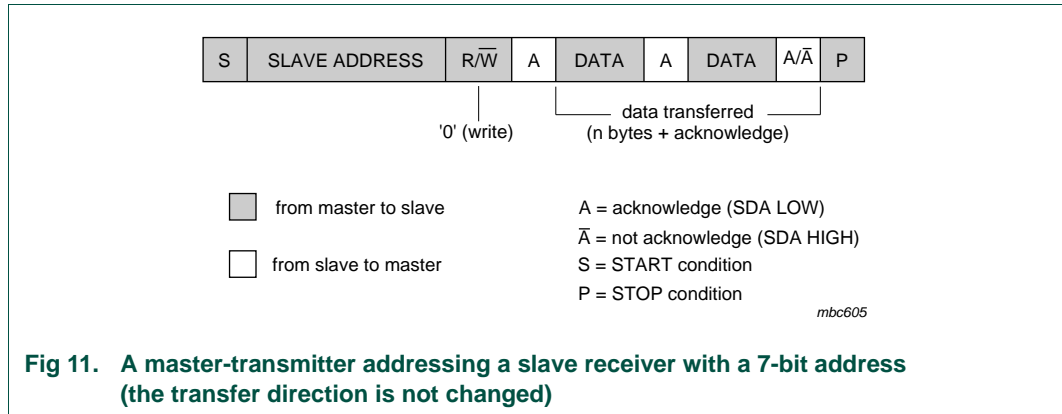 S SLAVE ADDRESS R/W̅ A DATA A DATA A/A̅ P
data transferred
'0' (write) (n bytes + acknowledge)
from master to slave
from slave to master
A = acknowledge (SDA LOW)
A̅ = not acknowledge (SDA HIGH)
S = START condition
P = STOP condition
mbc605
Fig 11. A master-transmitter addressing a slave receiver with a 7-bit address
(the transfer direction is not changed)